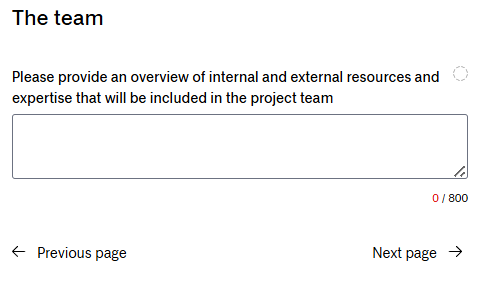 The team
Please provide an overview of internal and external resources and
expertise that will be included in the project team
0 / 800
← Previous page
Next page →